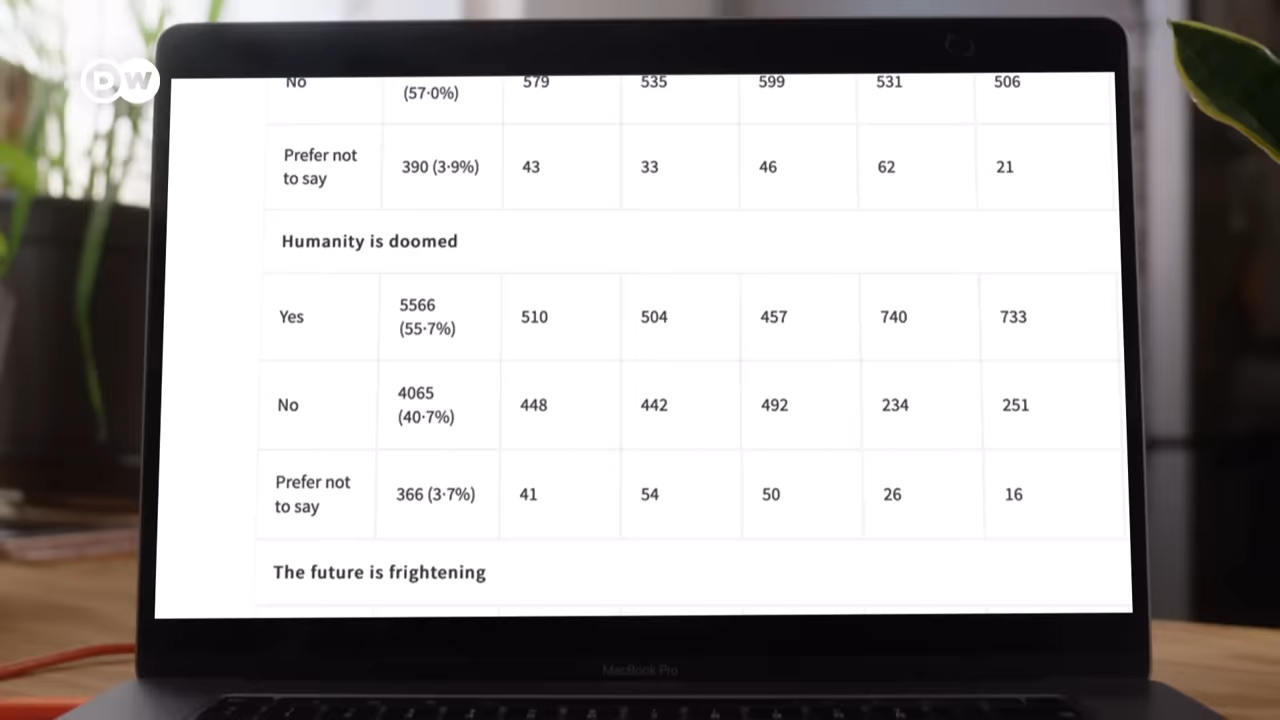 DW
No (57·0%) 579 535 599 531 506
Prefer not to say 390 (3·9%) 43 33 46 62 21
Humanity is doomed
Yes 5566 (55·7%) 510 504 457 740 733
No 4065 (40·7%) 448 442 492 234 251
Prefer not to say 366 (3·7%) 41 54 50 26 16
The future is frightening
MacBook Pro